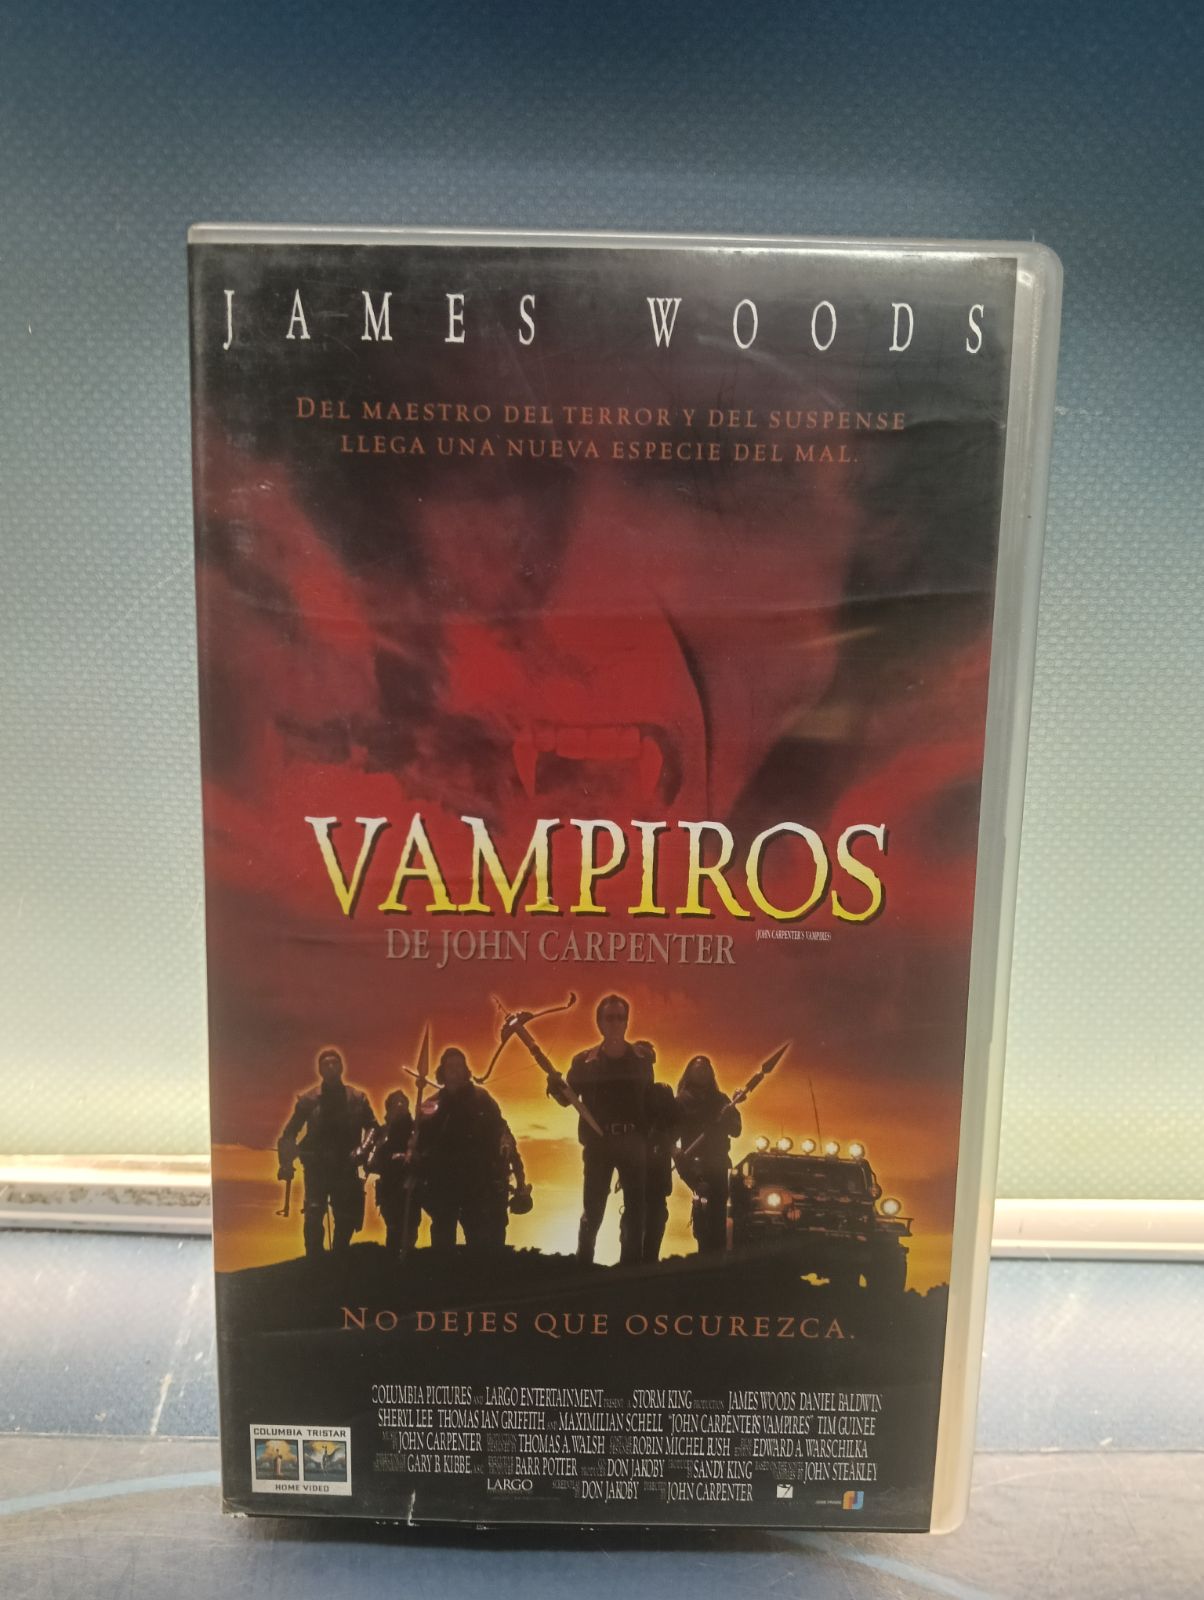 JAMES WOODS
DEL MAESTRO DEL TERROR Y DEL SUSPENSE
LLEGA UNA NUEVA ESPECIE DEL MAL.
VAMPIROS
DE JOHN CARPENTER
(JOHN CARPENTER'S VAMPIRES)
NO DEJES QUE OSCUREZCA.
COLUMBIA PICTURES AND LARGO ENTERTAINMENT PRESENT A STORM KING PRODUCTION JAMES WOODS DANIEL BALDWIN
SHERYL LEE THOMAS IAN GRIFFITH AND MAXIMILIAN SCHELL "JOHN CARPENTER'S VAMPIRES" TIM GUINEE
JOHN CARPENTER THOMAS A. WALSH ROBIN MICHEL BUSH EDWARD A. WARSCHILKA
GARY B. KIBBE BARR POTTER DON JAKOBY SANDY KING JOHN STEAKLEY
LARGO DON JAKOBY JOHN CARPENTER
COLUMBIA TRISTAR
HOME VIDEO